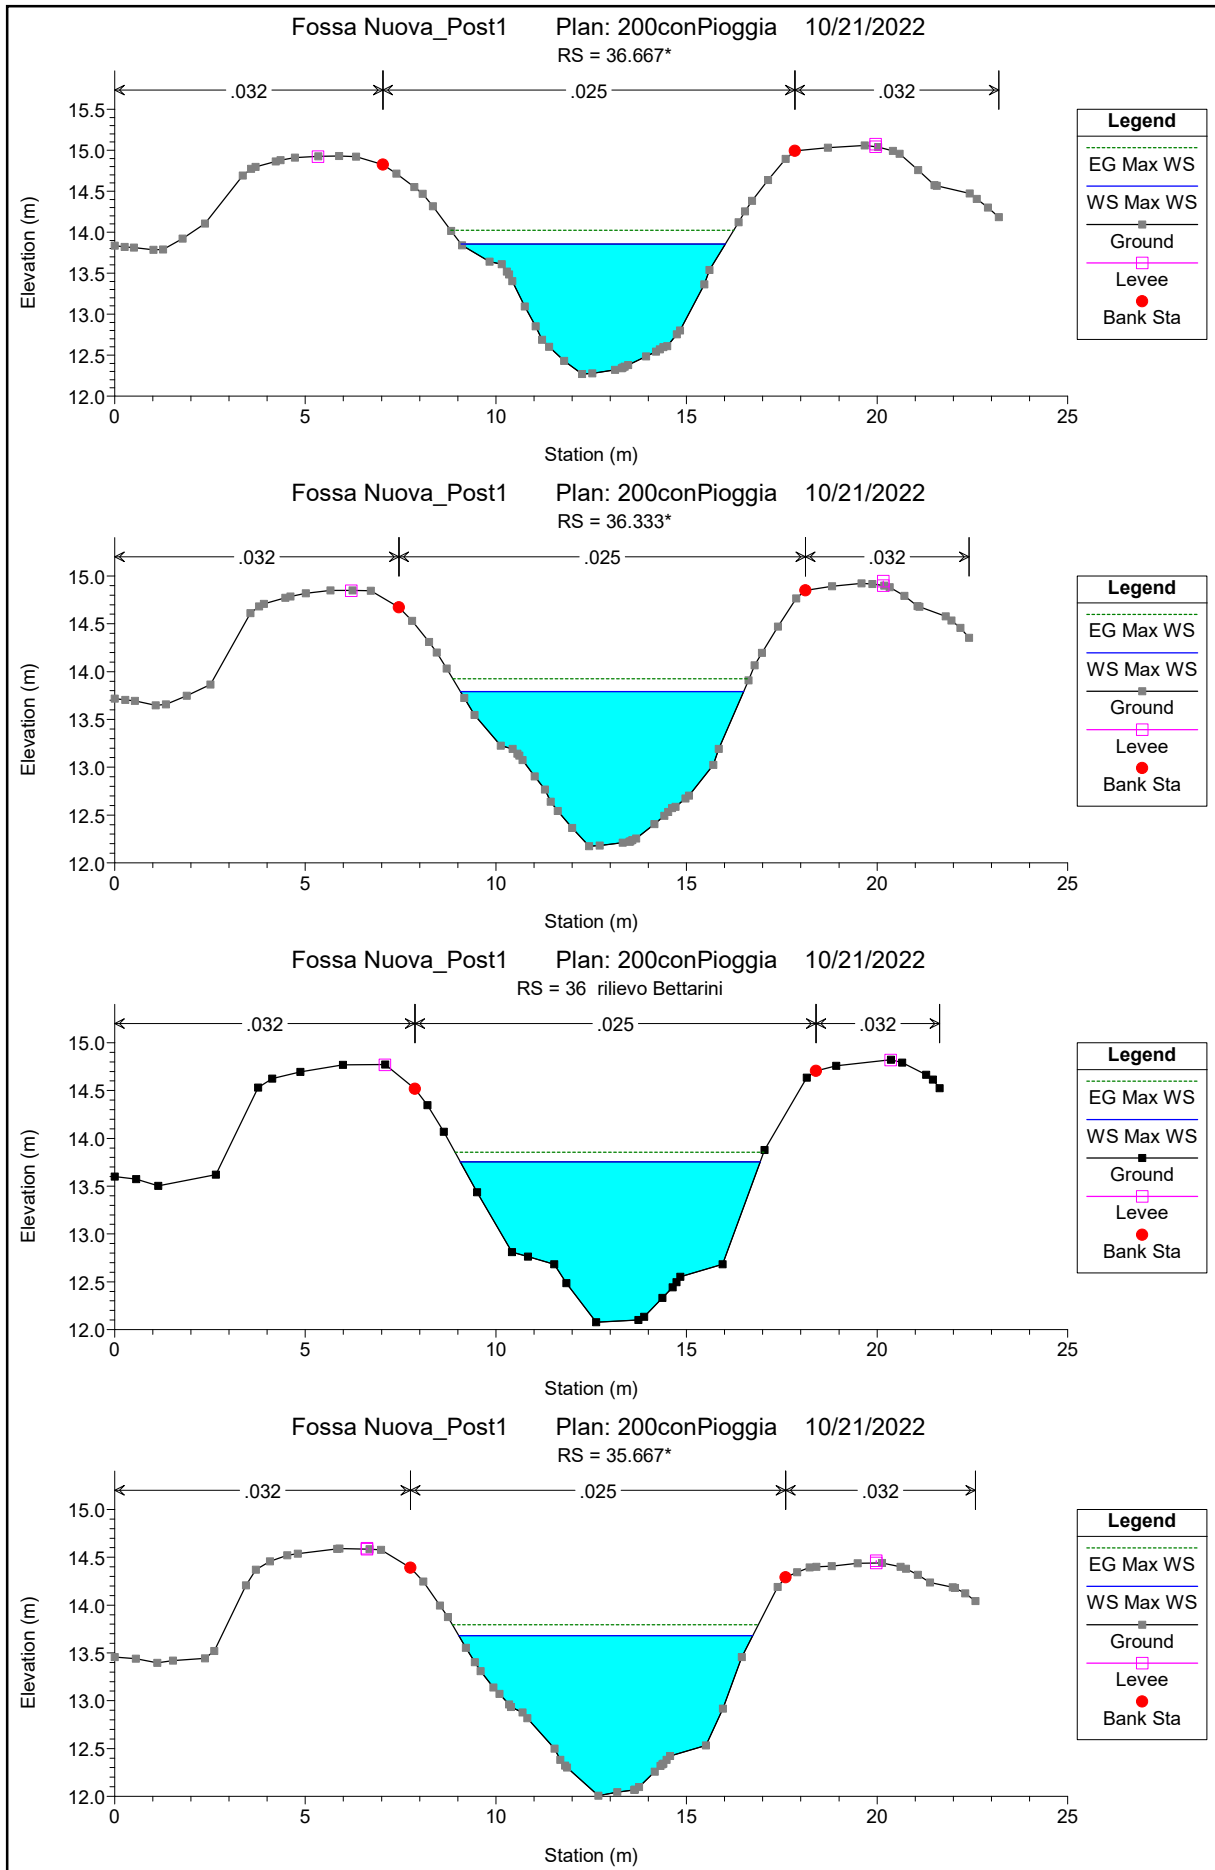 Fossa Nuova_Post1 Plan: 200conPioggia 10/21/2022
RS = 36.667*
.032 .025 .032
15.5
15.0
14.5
14.0
13.5
13.0
12.5
12.0
0 5 10 15 20 25
Elevation (m)
Station (m)
Legend
EG Max WS
WS Max WS
Ground
Levee
Bank Sta
Fossa Nuova_Post1 Plan: 200conPioggia 10/21/2022
RS = 36.333*
.032 .025 .032
15.0
14.5
14.0
13.5
13.0
12.5
12.0
0 5 10 15 20 25
Elevation (m)
Station (m)
Legend
EG Max WS
WS Max WS
Ground
Levee
Bank Sta
Fossa Nuova_Post1 Plan: 200conPioggia 10/21/2022
RS = 36 rilievo Bettarini
.032 .025 .032
15.0
14.5
14.0
13.5
13.0
12.5
12.0
0 5 10 15 20 25
Elevation (m)
Station (m)
Legend
EG Max WS
WS Max WS
Ground
Levee
Bank Sta
Fossa Nuova_Post1 Plan: 200conPioggia 10/21/2022
RS = 35.667*
.032 .025 .032
15.0
14.5
14.0
13.5
13.0
12.5
12.0
0 5 10 15 20 25
Elevation (m)
Station (m)
Legend
EG Max WS
WS Max WS
Ground
Levee
Bank Sta